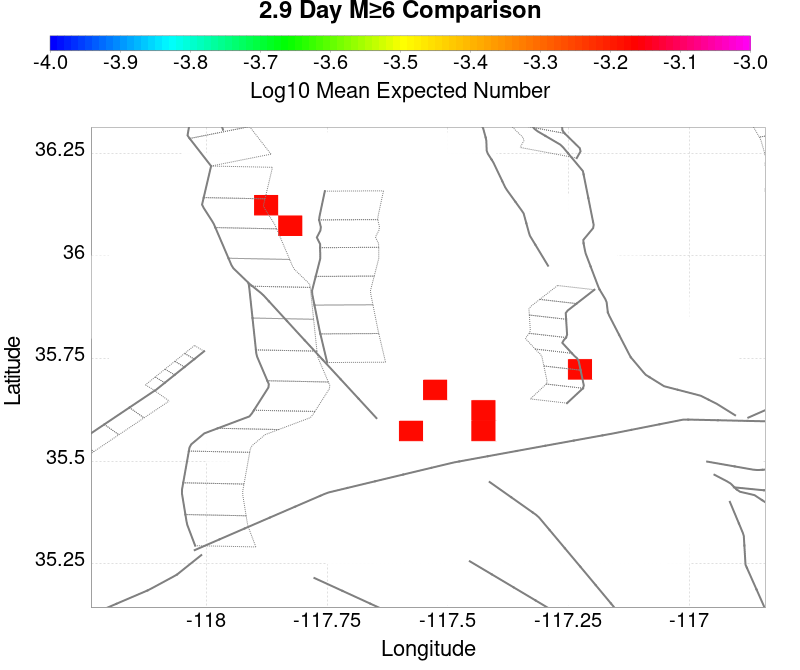 2.9 Day M≥6 Comparison
-4.0 -3.9 -3.8 -3.7 -3.6 -3.5 -3.4 -3.3 -3.2 -3.1 -3.0
Log10 Mean Expected Number
36.25
36
35.75
35.5
35.25
Latitude
-118 -117.75 -117.5 -117.25 -117
Longitude